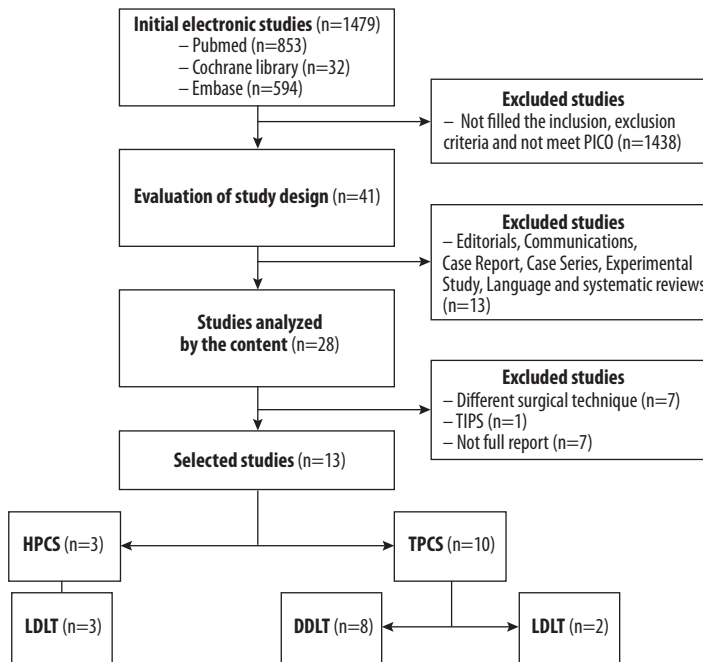 Initial electronic studies (n=1479)
– Pubmed (n=853)
– Cochrane library (n=32)
– Embase (n=594)
Excluded studies
– Not filled the inclusion, exclusion
criteria and not meet PICO (n=1438)
Evaluation of study design (n=41)
Excluded studies
– Editorials, Communications,
Case Report, Case Series, Experimental
Study, Language and systematic reviews
(n=13)
Studies analyzed
by the content (n=28)
Excluded studies
– Different surgical technique (n=7)
– TIPS (n=1)
– Not full report (n=7)
Selected studies (n=13)
HPCS (n=3)
TPCS (n=10)
LDLT (n=3)
DDLT (n=8)
LDLT (n=2)